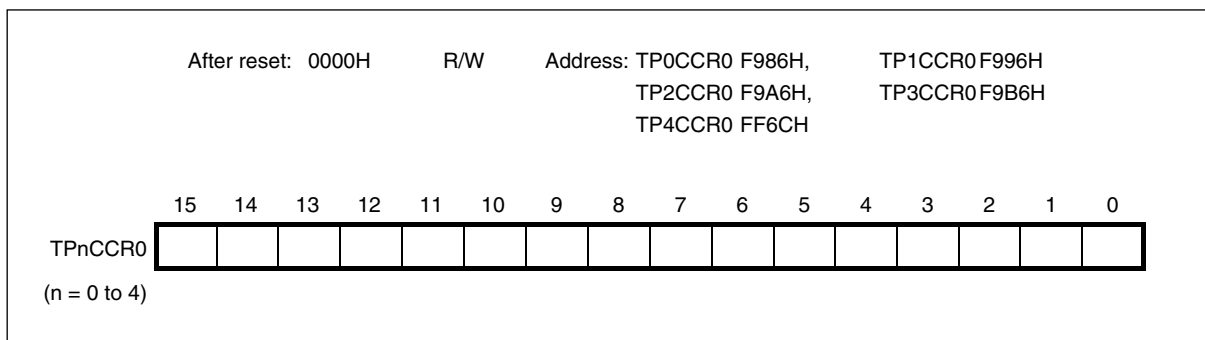 After reset: 0000H R/W Address: TP0CCR0 F986H, TP1CCR0 F996H
TP2CCR0 F9A6H, TP3CCR0 F9B6H
TP4CCR0 FF6CH
15 14 13 12 11 10 9 8 7 6 5 4 3 2 1 0
TPnCCR0
(n = 0 to 4)